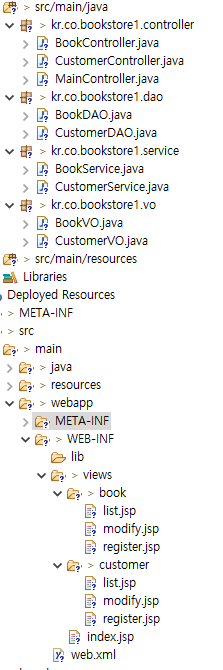 > src/main/java
> kr.co.bookstore1.controller
> BookController.java
> CustomerController.java
> MainController.java
> kr.co.bookstore1.dao
> BookDAO.java
> CustomerDAO.java
> kr.co.bookstore1.service
> BookService.java
> CustomerService.java
> kr.co.bookstore1.vo
> BookVO.java
> CustomerVO.java
> src/main/resources
Libraries
Deployed Resources
> META-INF
> src
> main
> java
> resources
> webapp
> META-INF
> WEB-INF
lib
> views
> book
list.jsp
modify.jsp
register.jsp
> customer
list.jsp
modify.jsp
register.jsp
index.jsp
web.xml